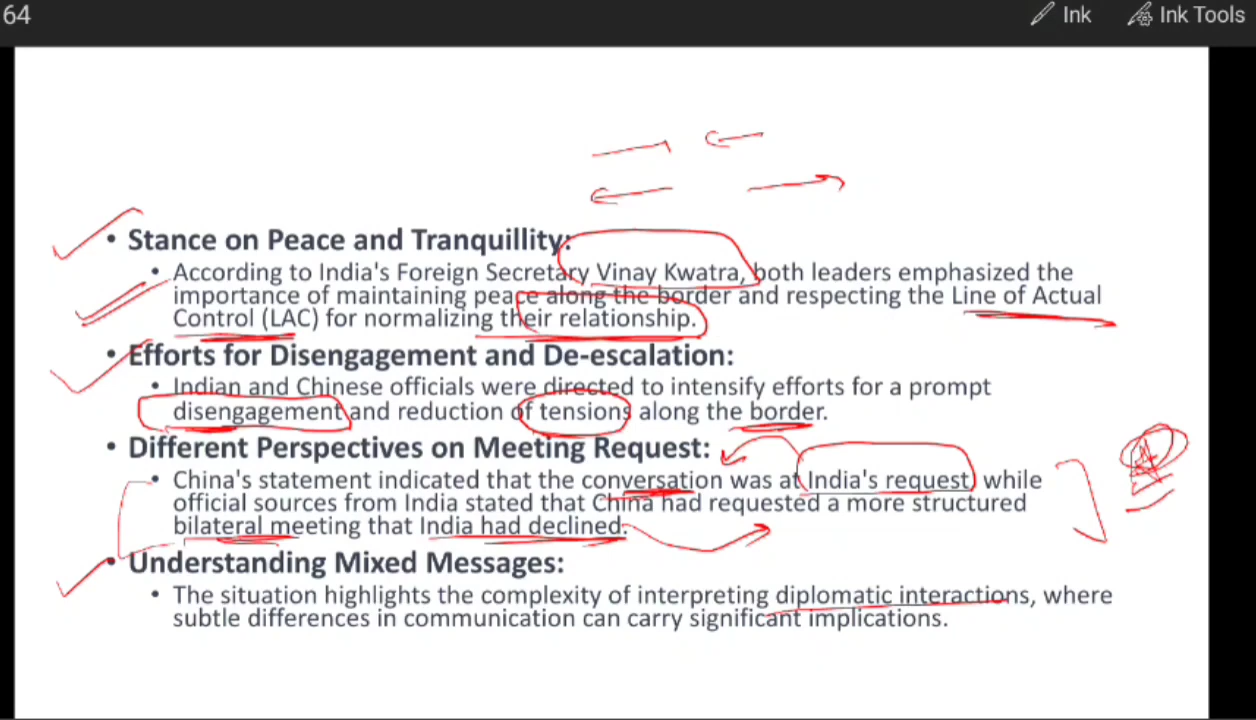 64
Ink
Ink Tools
• Stance on Peace and Tranquillity:
• According to India's Foreign Secretary Vinay Kwatra, both leaders emphasized the
importance of maintaining peace along the border and respecting the Line of Actual
Control (LAC) for normalizing their relationship.
• Efforts for Disengagement and De-escalation:
• Indian and Chinese officials were directed to intensify efforts for a prompt
disengagement and reduction of tensions along the border.
• Different Perspectives on Meeting Request:
• China's statement indicated that the conversation was at India's request, while
official sources from India stated that China had requested a more structured
bilateral meeting that India had declined.
• Understanding Mixed Messages:
• The situation highlights the complexity of interpreting diplomatic interactions, where
subtle differences in communication can carry significant implications.